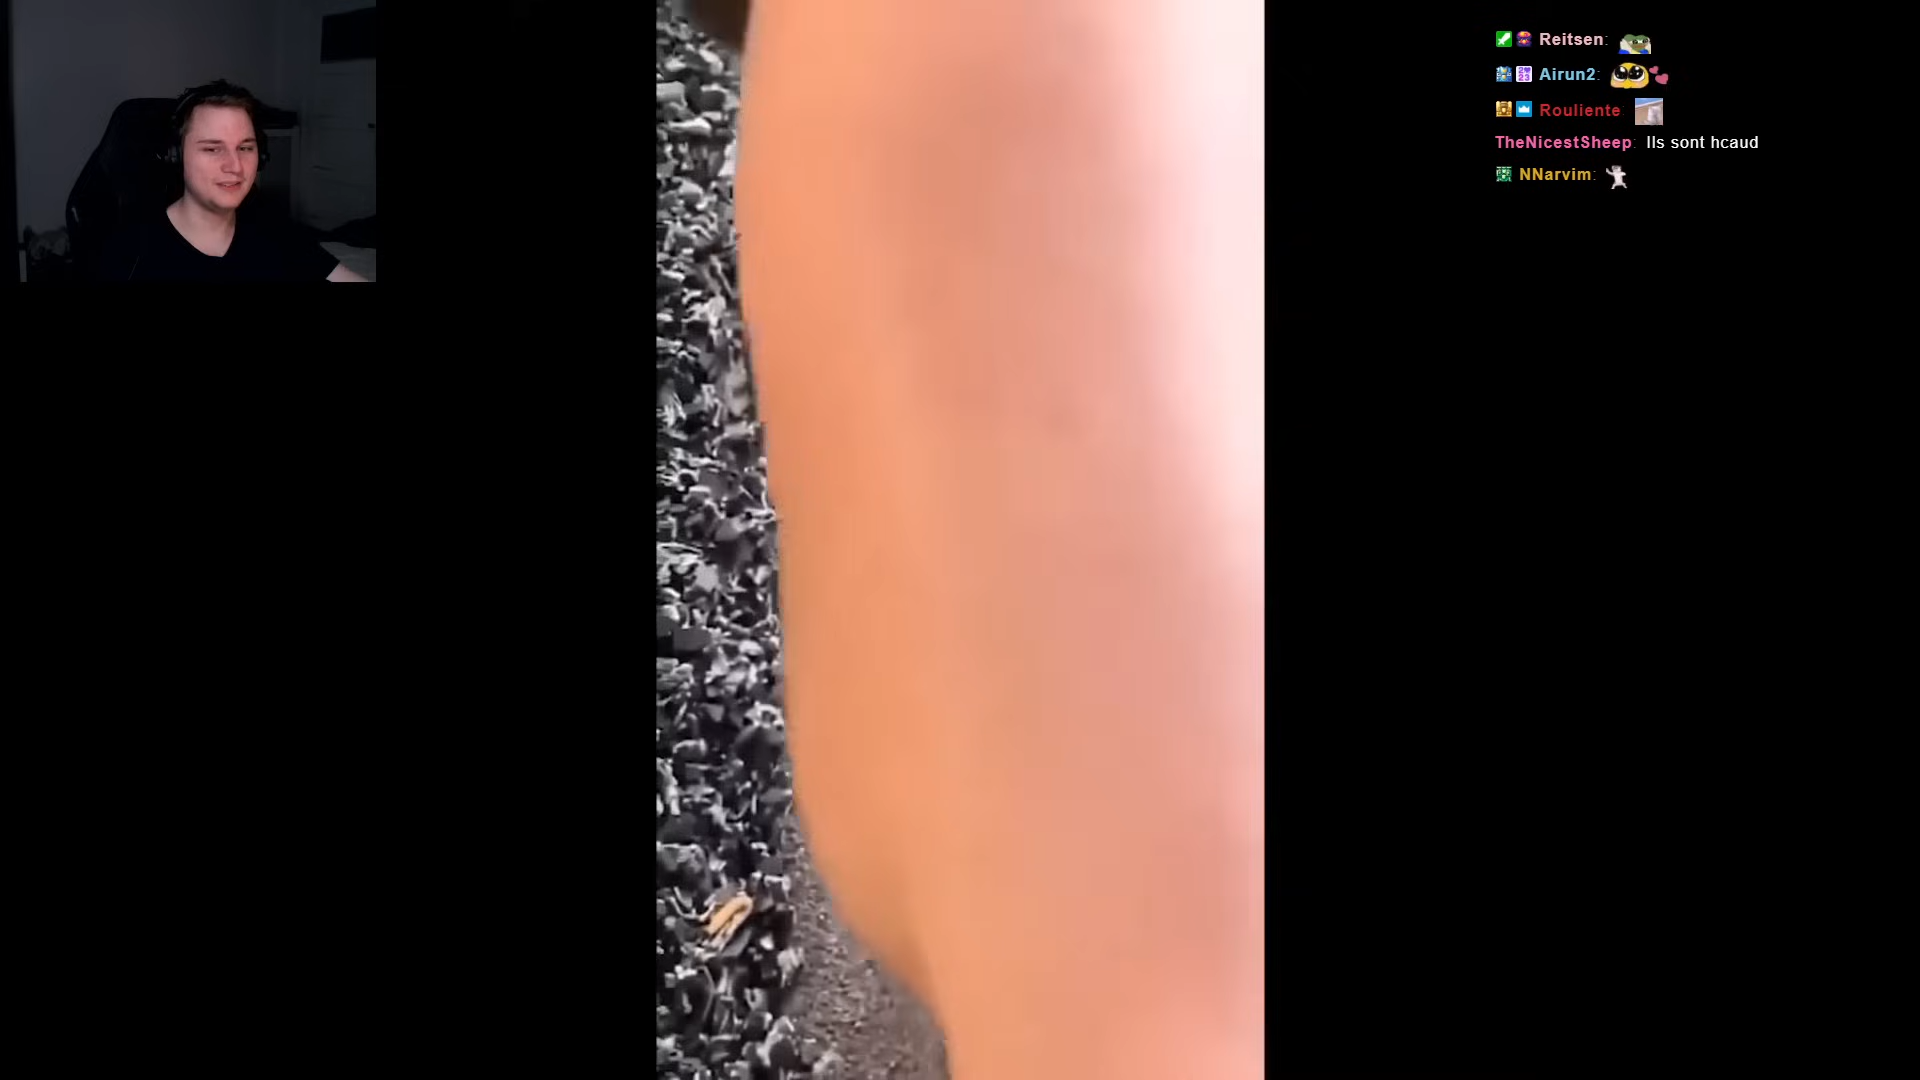 Reitsen:
Airun2:
Rouliente:
TheNicestSheep: Ils sont hcaud
NNarvim: